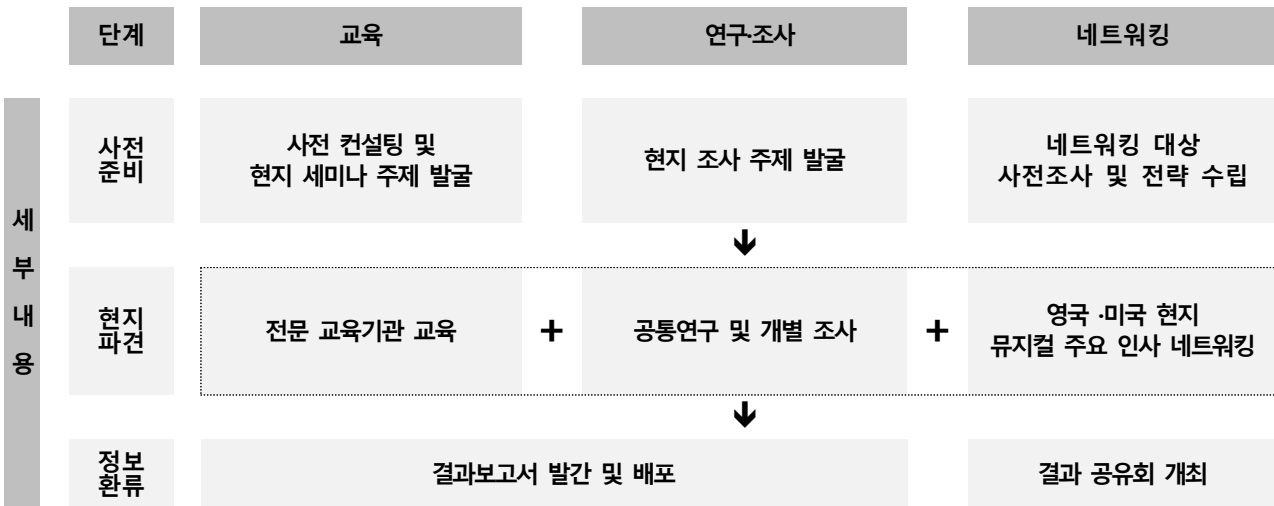 단계
교육
연구·조사
네트워킹
세
부
내
용
사전
준비
사전 컨설팅 및
현지 세미나 주제 발굴
현지 조사 주제 발굴
네트워킹 대상
사전조사 및 전략 수립
현지
파견
전문 교육기관 교육
+
공통연구 및 개별 조사
+
영국 ·미국 현지
뮤지컬 주요 인사 네트워킹
정보
환류
결과보고서 발간 및 배포
결과 공유회 개최